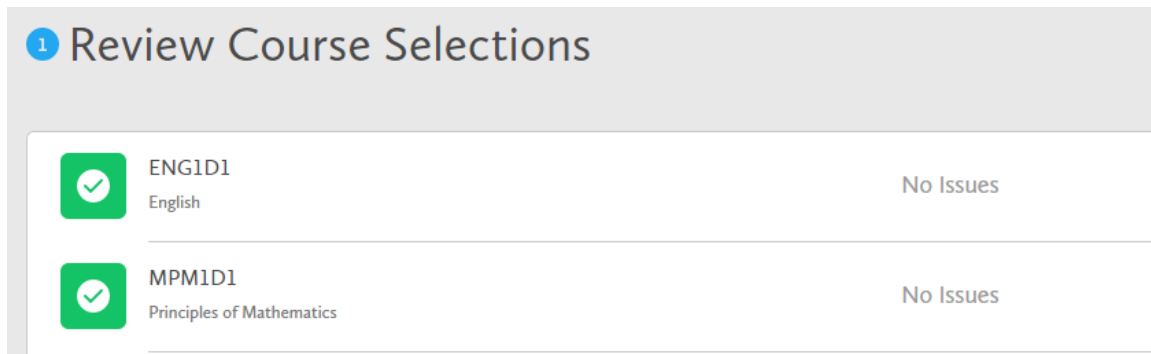 1 Review Course Selections
ENG1D1
English
No Issues
MPM1D1
Principles of Mathematics
No Issues